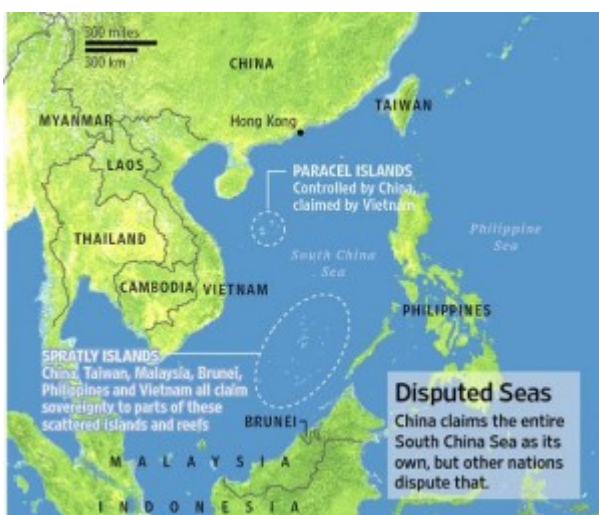 300 miles
300 km
CHINA
TAIWAN
MYANMAR
Hong Kong
LAOS
PARACEL ISLANDS
Controlled by China,
claimed by Vietnam
Philippine
Sea
THAILAND
South China
Sea
CAMBODIA
VIETNAM
PHILIPPINES
SPRATLY ISLANDS
China, Taiwan, Malaysia, Brunei,
Philippines and Vietnam all claim
sovereignty to parts of these
scattered islands and reefs
BRUNEI
Disputed Seas
China claims the entire
South China Sea as its
own, but other nations
dispute that.
MALAYSIA
INDONESIA